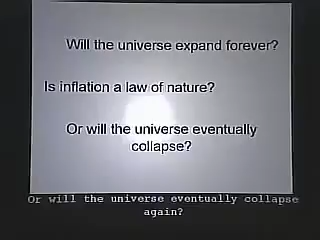 Will the universe expand forever?
Is inflation a law of nature?
Or will the universe eventually
collapse?
Or will the universe eventually collapse
again?